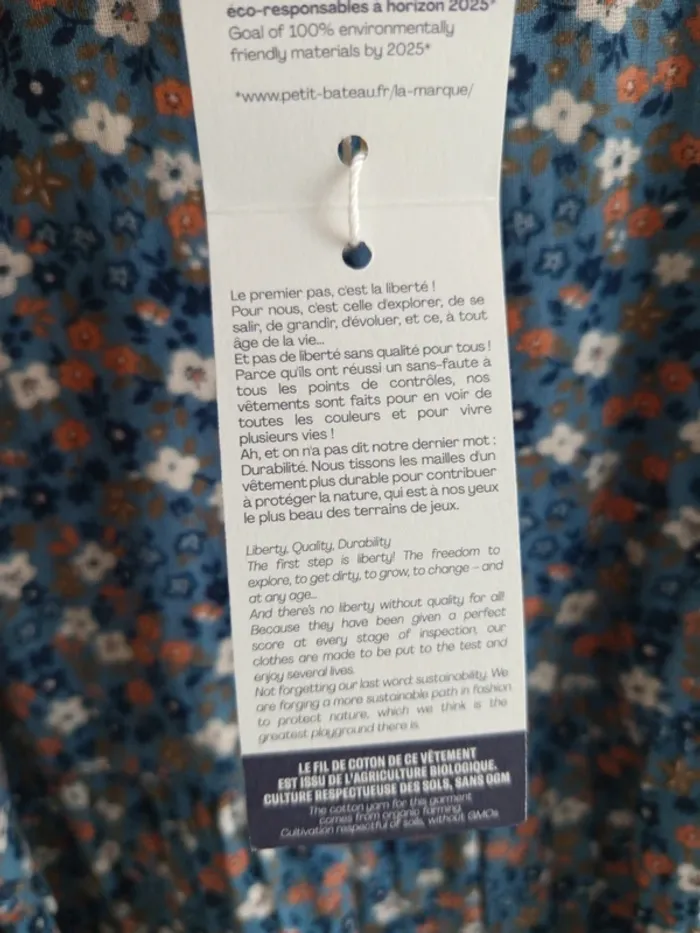 éco-responsables à horizon 2025*
Goal of 100% environmentally
friendly materials by 2025*
*www.petit-bateau.fr/la-marque/
Le premier pas, c'est la liberté !
Pour nous, c'est celle d'explorer, de se
salir, de grandir, d'évoluer, et ce, à tout
âge de la vie...
Et pas de liberté sans qualité pour tous !
Parce qu'ils ont réussi un sans-faute à
tous les points de contrôles, nos
vêtements sont faits pour en voir de
toutes les couleurs et pour vivre
plusieurs vies !
Ah, et on n'a pas dit notre dernier mot :
Durabilité. Nous tissons les mailles d'un
vêtement plus durable pour contribuer
à protéger la nature, qui est à nos yeux
le plus beau des terrains de jeux.
Liberty, Quality, Durability
The first step is liberty! The freedom to
explore, to get dirty, to grow, to change – and
at any age...
And there's no liberty without quality for all!
Because they have been given a perfect
score at every stage of inspection, our
clothes are made to be put to the test and
enjoy several lives.
Not forgetting our last word: sustainability. We
are forging a more sustainable path in fashion
to protect nature, which we think is the
greatest playground there is.
LE FIL DE COTON DE CE VÊTEMENT
EST ISSU DE L'AGRICULTURE BIOLOGIQUE.
CULTURE RESPECTUEUSE DES SOLS, SANS OGM
The cotton yarn for this garment
comes from organic farming.
Cultivation respectful of soils, without GMOs